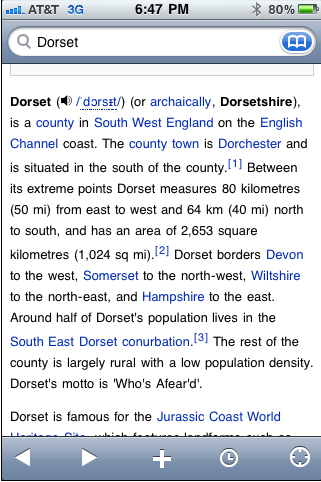 AT&T 3G 6:47 PM 80%
Dorset
Dorset (/ˈdɔrsɪt/) (or archaically, Dorsetshire),
is a county in South West England on the English
Channel coast. The county town is Dorchester and
is situated in the south of the county.[1] Between
its extreme points Dorset measures 80 kilometres
(50 mi) from east to west and 64 km (40 mi) north
to south, and has an area of 2,653 square
kilometres (1,024 sq mi).[2] Dorset borders Devon
to the west, Somerset to the north-west, Wiltshire
to the north-east, and Hampshire to the east.
Around half of Dorset's population lives in the
South East Dorset conurbation.[3] The rest of the
county is largely rural with a low population density.
Dorset's motto is 'Who's Afear'd'.
Dorset is famous for the Jurassic Coast World
Heritage Site, which features landforms such as